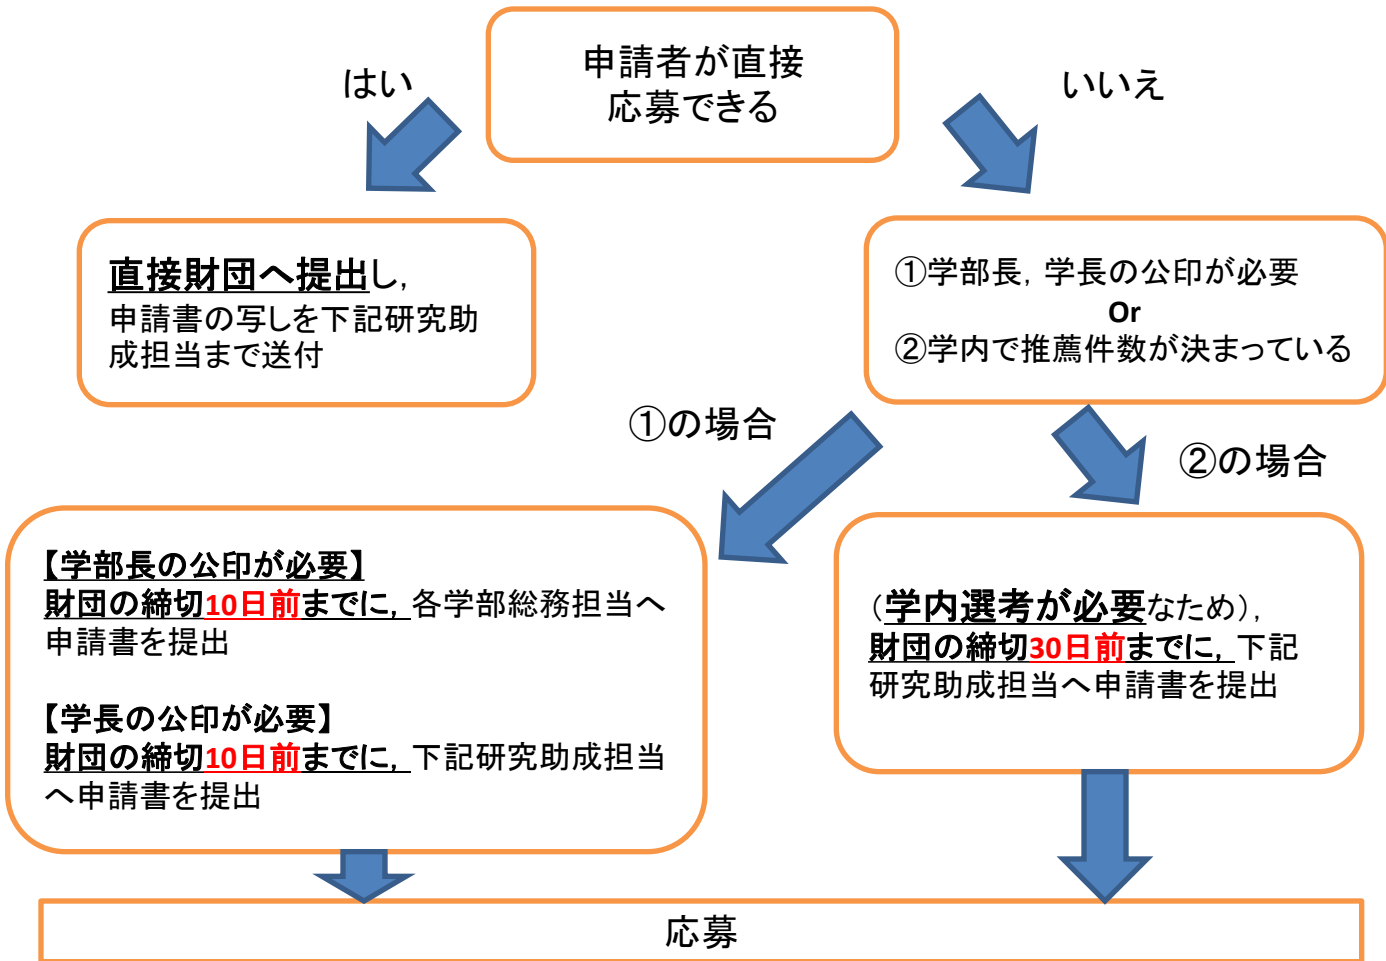 申請者が直接
応募できる
はい
いいえ
直接財団へ提出し，
申請書の写しを下記研究助
成担当まで送付
①学部長，学長の公印が必要
Or
②学内で推薦件数が決まっている
①の場合
②の場合
【学部長の公印が必要】
財団の締切10日前までに，各学部総務担当へ
申請書を提出
【学長の公印が必要】
財団の締切10日前までに，下記研究助成担当
へ申請書を提出
（学内選考が必要なため），
財団の締切30日前までに，下記
研究助成担当へ申請書を提出
応募